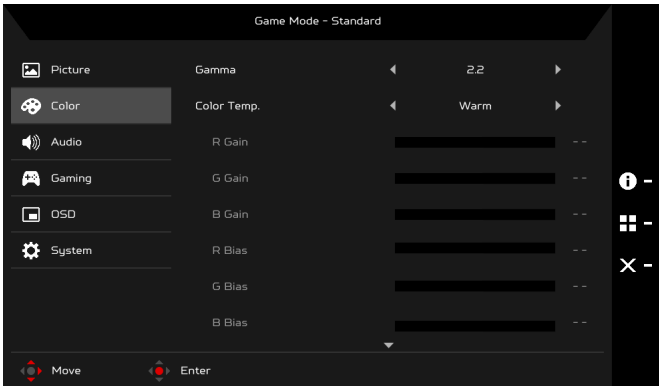 Game Mode - Standard
Picture
Gamma 2.2
Color
Color Temp. Warm
Audio
R Gain --
Gaming
G Gain --
OSD
B Gain --
System
R Bias --
G Bias --
B Bias --
Move Enter